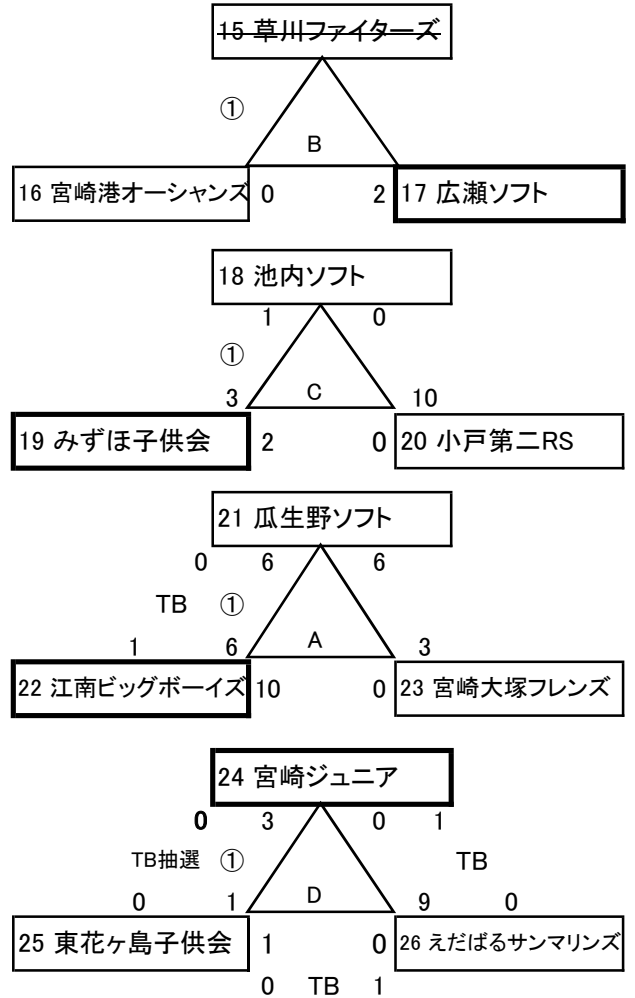 15 草川ファイターズ
①
B
16 宮崎港オーシャンズ 0 2 17 広瀬ソフト
18 池内ソフト
1 0
①
3 C 10
19 みずほ子供会 2 0 20 小戸第二RS
21 瓜生野ソフト
0 6 6
TB ①
1 6 A 3
22 江南ビッグボーイズ 10 0 23 宮崎大塚フレンズ
24 宮崎ジュニア
0 3 0 1
TB抽選 ① TB
0 1 D 9 0
25 東花ヶ島子供会 1 0 26 えだばるサンマリンズ
0 TB 1